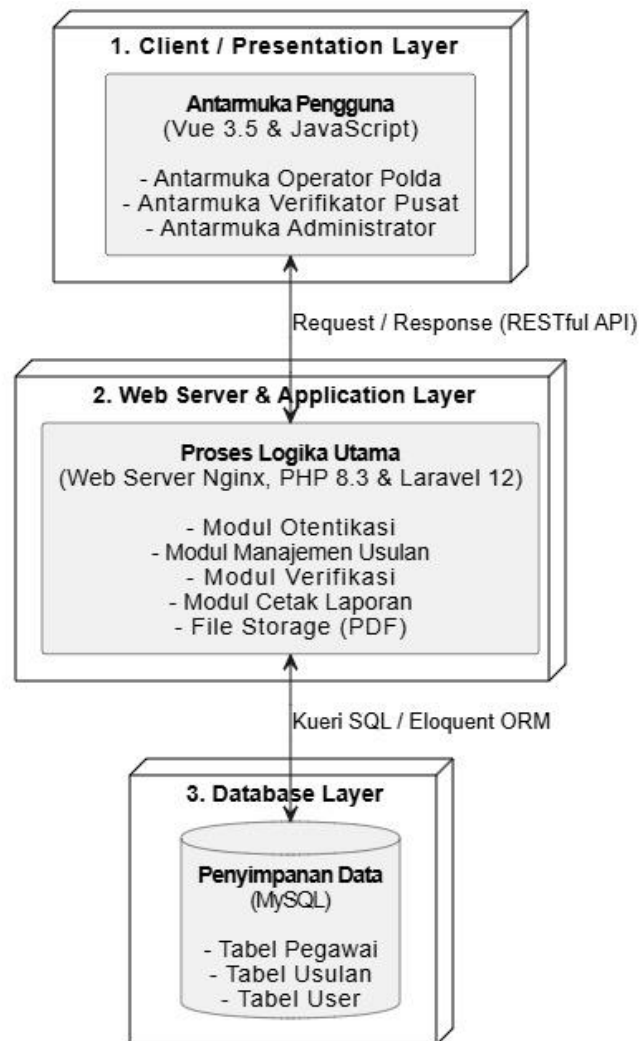 1. Client / Presentation Layer
Antarmuka Pengguna
(Vue 3.5 & JavaScript)
- Antarmuka Operator Polda
- Antarmuka Verifikator Pusat
- Antarmuka Administrator
Request / Response (RESTful API)
2. Web Server & Application Layer
Proses Logika Utama
(Web Server Nginx, PHP 8.3 & Laravel 12)
- Modul Otentikasi
- Modul Manajemen Usulan
- Modul Verifikasi
- Modul Cetak Laporan
- File Storage (PDF)
Kueri SQL / Eloquent ORM
3. Database Layer
Penyimpanan Data
(MySQL)
- Tabel Pegawai
- Tabel Usulan
- Tabel User